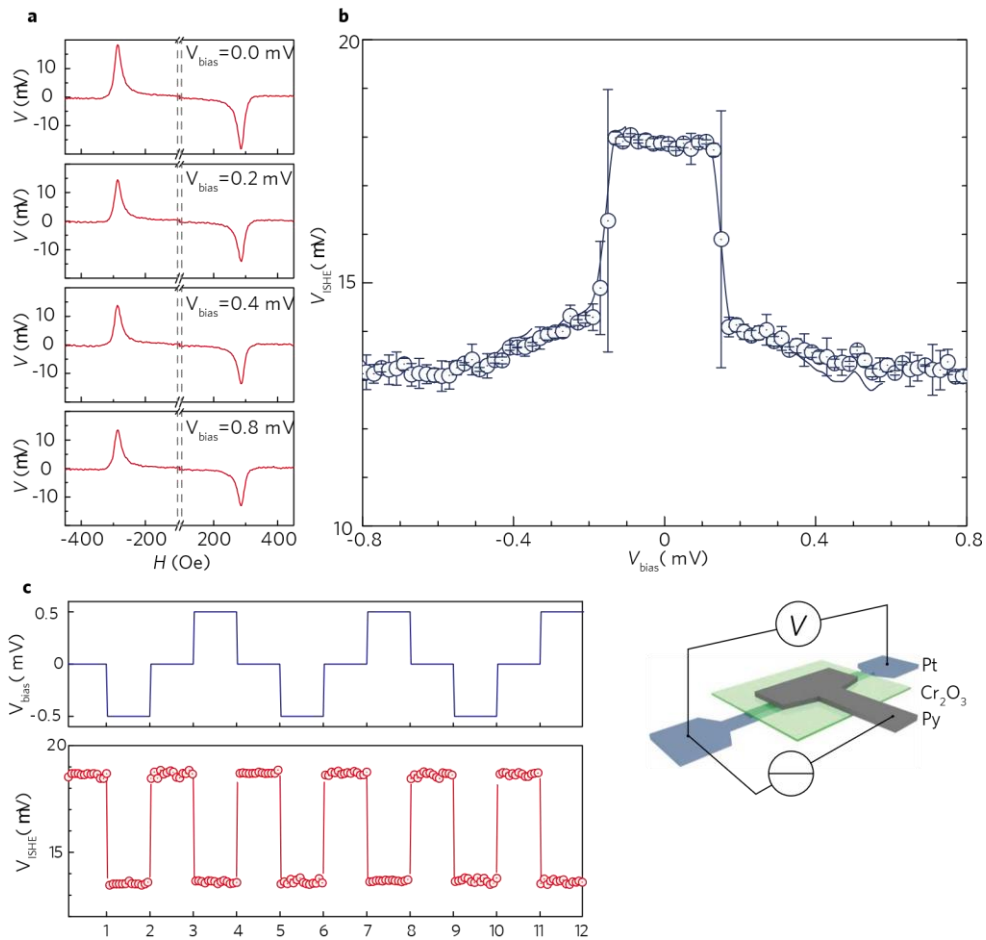 a
V_bias=0.0 mV
10
0
-10
V (mV)
V_bias=0.2 mV
10
0
-10
V (mV)
V_bias=0.4 mV
10
0
-10
V (mV)
V_bias=0.8 mV
10
0
-10
V (mV)
-400 -200 0 200 400
H (Oe)
b
20
15
10
V_ISHE( mV)
-0.8 -0.4 0 0.4 0.8
V_bias( mV)
c
0.5
0
-0.5
V_bias (mV)
20
15
V_ISHE( mV)
1 2 3 4 5 6 7 8 9 10 11 12
V
Pt
Cr₂O₃
Py